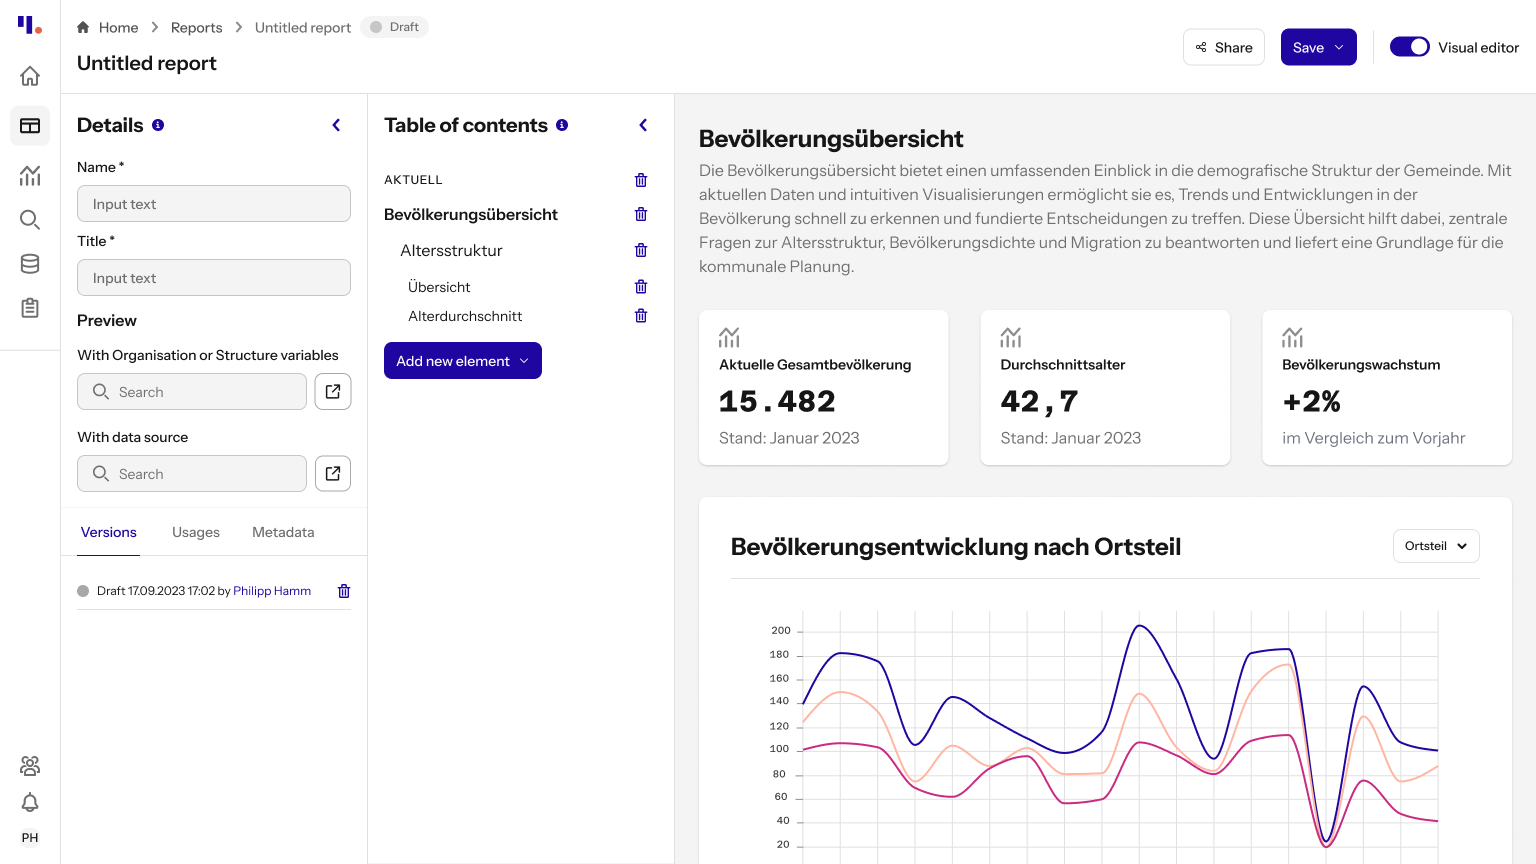 Home
Reports
Untitled report
Draft
Untitled report
Share
Save
Visual editor
Details
Name *
Input text
Title *
Input text
Preview
With Organisation or Structure variables
Search
With data source
Search
Versions
Usages
Metadata
Draft 17.09.2023 17:02 by Philipp Hamm
PH
Table of contents
AKTUELL
Bevölkerungsübersicht
Altersstruktur
Übersicht
Alterdurchschnitt
Add new element
Bevölkerungsübersicht
Die Bevölkerungsübersicht bietet einen umfassenden Einblick in die demografische Struktur der Gemeinde. Mit
aktuellen Daten und intuitiven Visualisierungen ermöglicht sie es, Trends und Entwicklungen in der
Bevölkerung schnell zu erkennen und fundierte Entscheidungen zu treffen. Diese Übersicht hilft dabei, zentrale
Fragen zur Altersstruktur, Bevölkerungsdichte und Migration zu beantworten und liefert eine Grundlage für die
kommunale Planung.
Aktuelle Gesamtbevölkerung
15.482
Stand: Januar 2023
Durchschnittsalter
42,7
Stand: Januar 2023
Bevölkerungswachstum
+2%
im Vergleich zum Vorjahr
Bevölkerungsentwicklung nach Ortsteil
Ortsteil
200
180
160
140
120
100
80
60
40
20